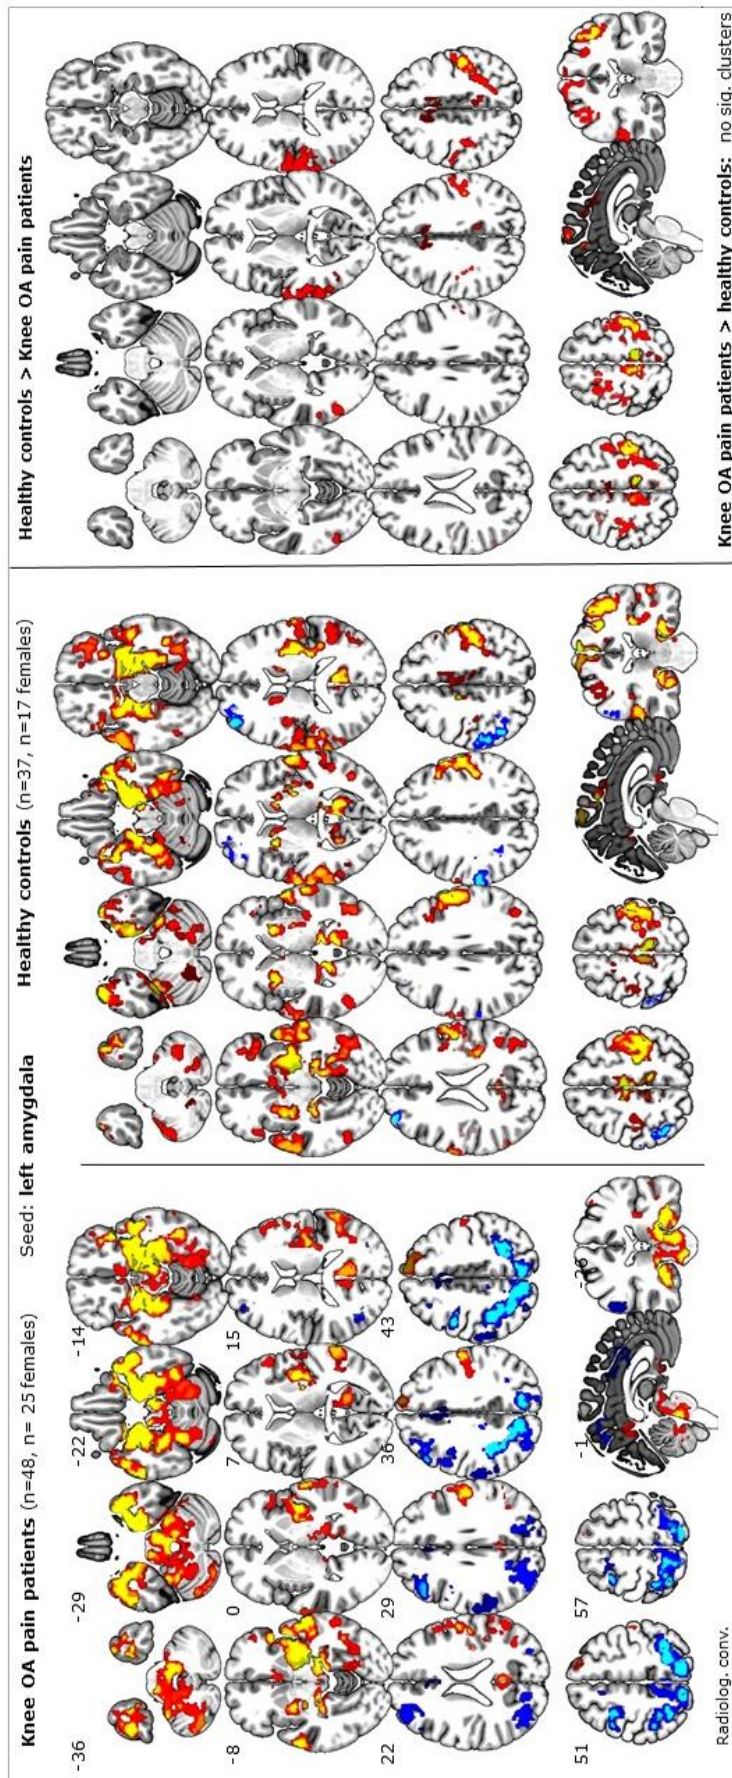 Knee OA pain patients (n=48, n= 25 females) Seed: left amygdala Healthy controls (n=37, n=17 females) Healthy controls > Knee OA pain patients
-36 -29 -22 -14
-8 0 7 15
22 29 36 43
51 57 -1 -26
Radiolog. conv. Knee OA pain patients > healthy controls: no sig. clusters